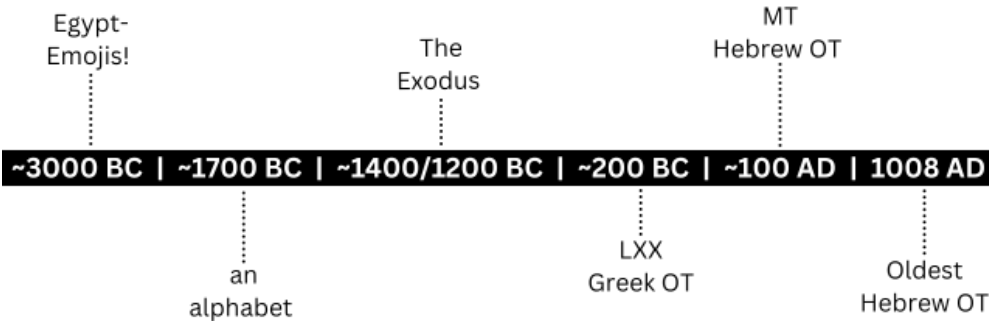 Egypt-
Emojis!
The
Exodus
MT
Hebrew OT
~3000 BC | ~1700 BC | ~1400/1200 BC | ~200 BC | ~100 AD | 1008 AD
an
alphabet
LXX
Greek OT
Oldest
Hebrew OT